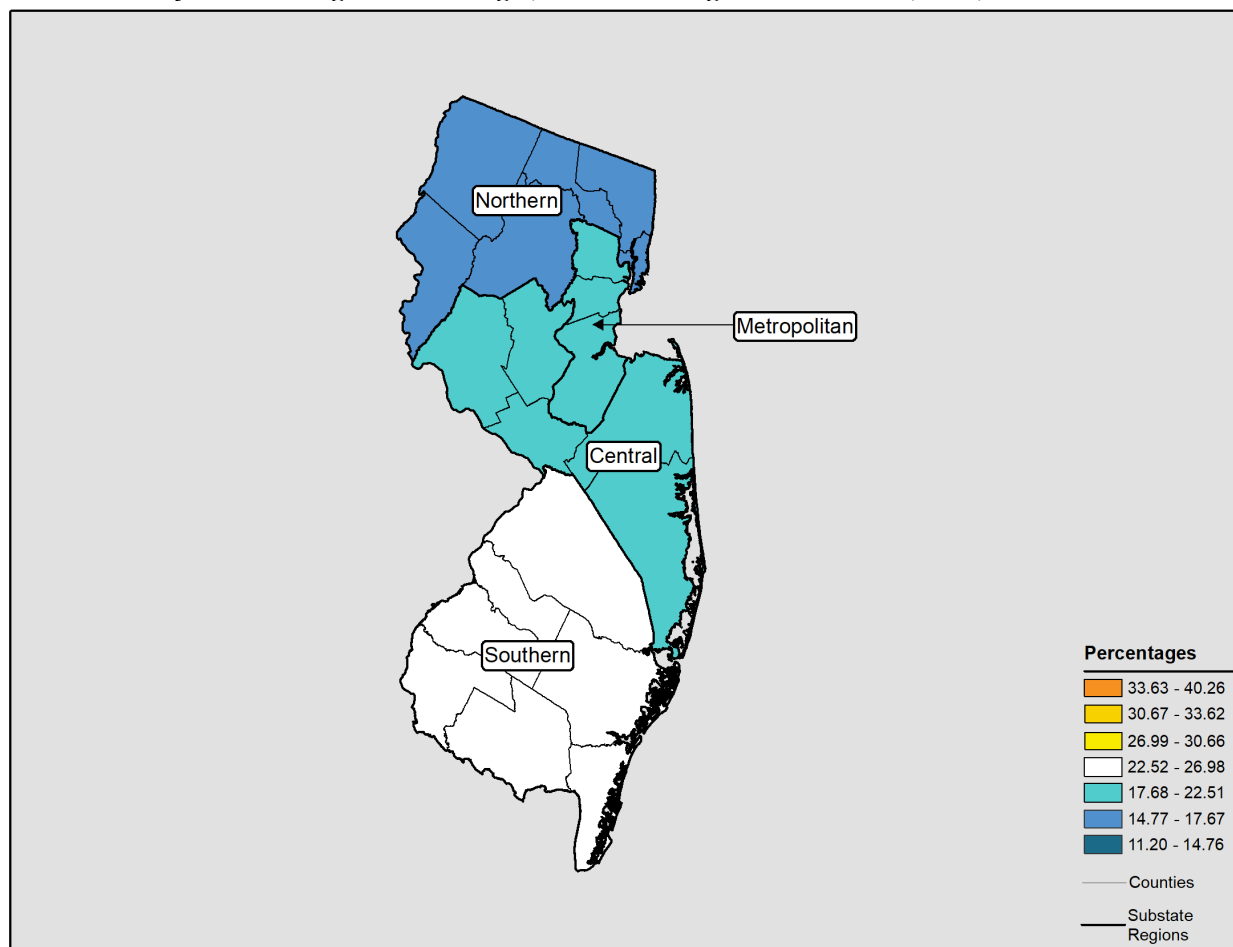 Northern
Metropolitan
Central
Southern
Percentages
33.63 - 40.26
30.67 - 33.62
26.99 - 30.66
22.52 - 26.98
17.68 - 22.51
14.77 - 17.67
11.20 - 14.76
Counties
Substate
Regions